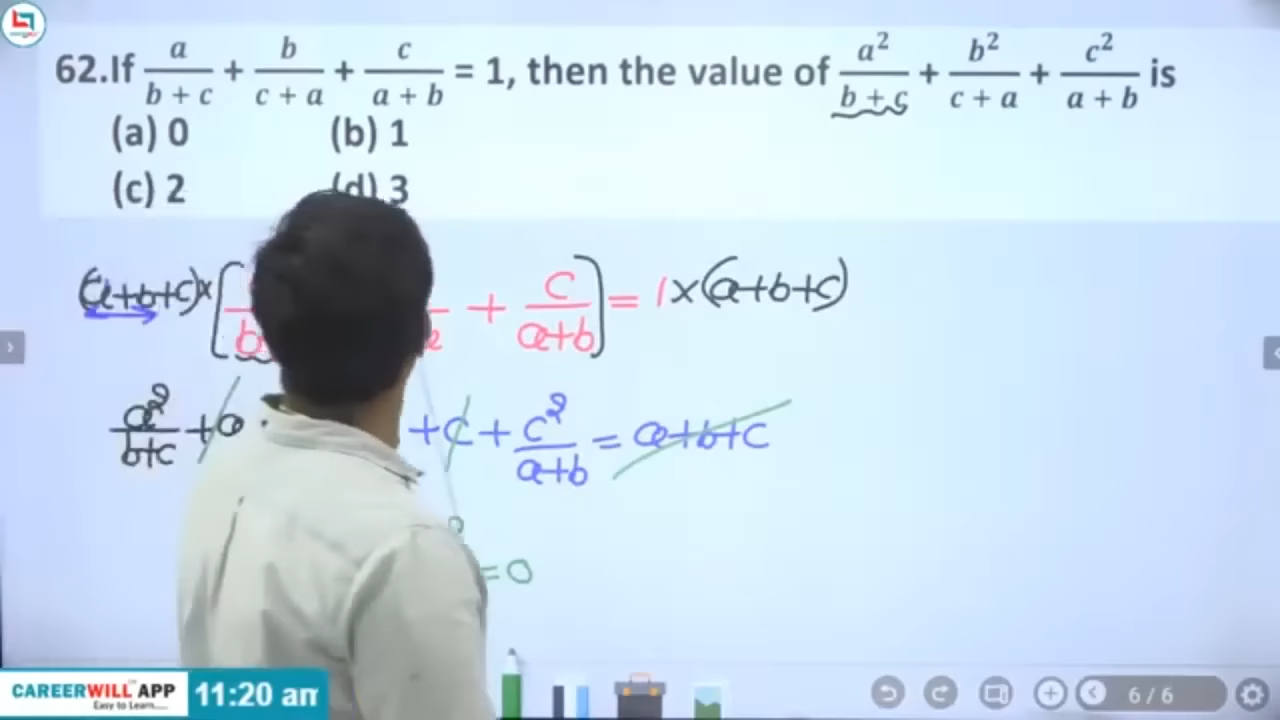 62.If a/(b + c) + b/(c + a) + c/(a + b) = 1, then the value of a²/(b + c) + b²/(c + a) + c²/(a + b) is
(a) 0 (b) 1
(c) 2 (d) 3
(a+b+c)× [ + c/(a+b) ] = 1×(a+b+c)
a²/(b+c) + a + c + c²/(a+b) = a+b+c
= 0
CAREERWILL APP
Easy to Learn.....
11:20 am
6 / 6